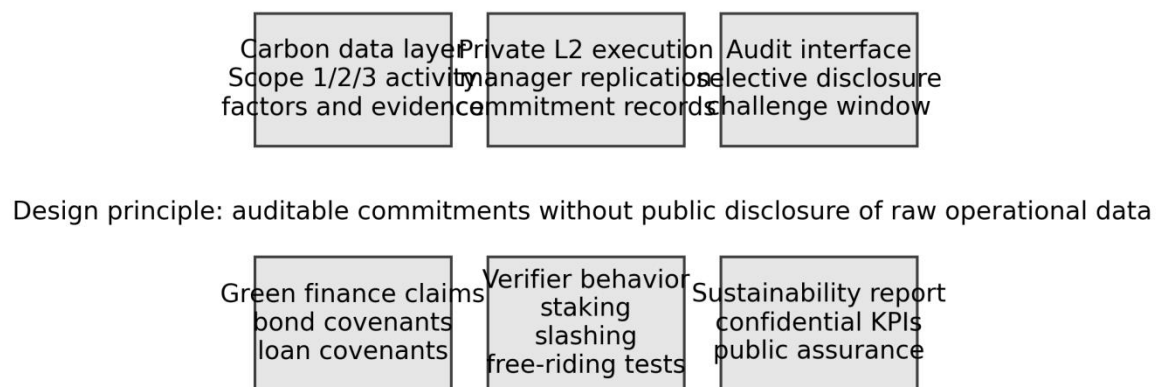 Carbon data layer
Scope 1/2/3 activity
factors and evidence
Private L2 execution
manager replication
commitment records
Audit interface
selective disclosure
challenge window
Design principle: auditable commitments without public disclosure of raw operational data
Green finance claims
bond covenants
loan covenants
Verifier behavior
staking
slashing
free-riding tests
Sustainability report
confidential KPIs
public assurance